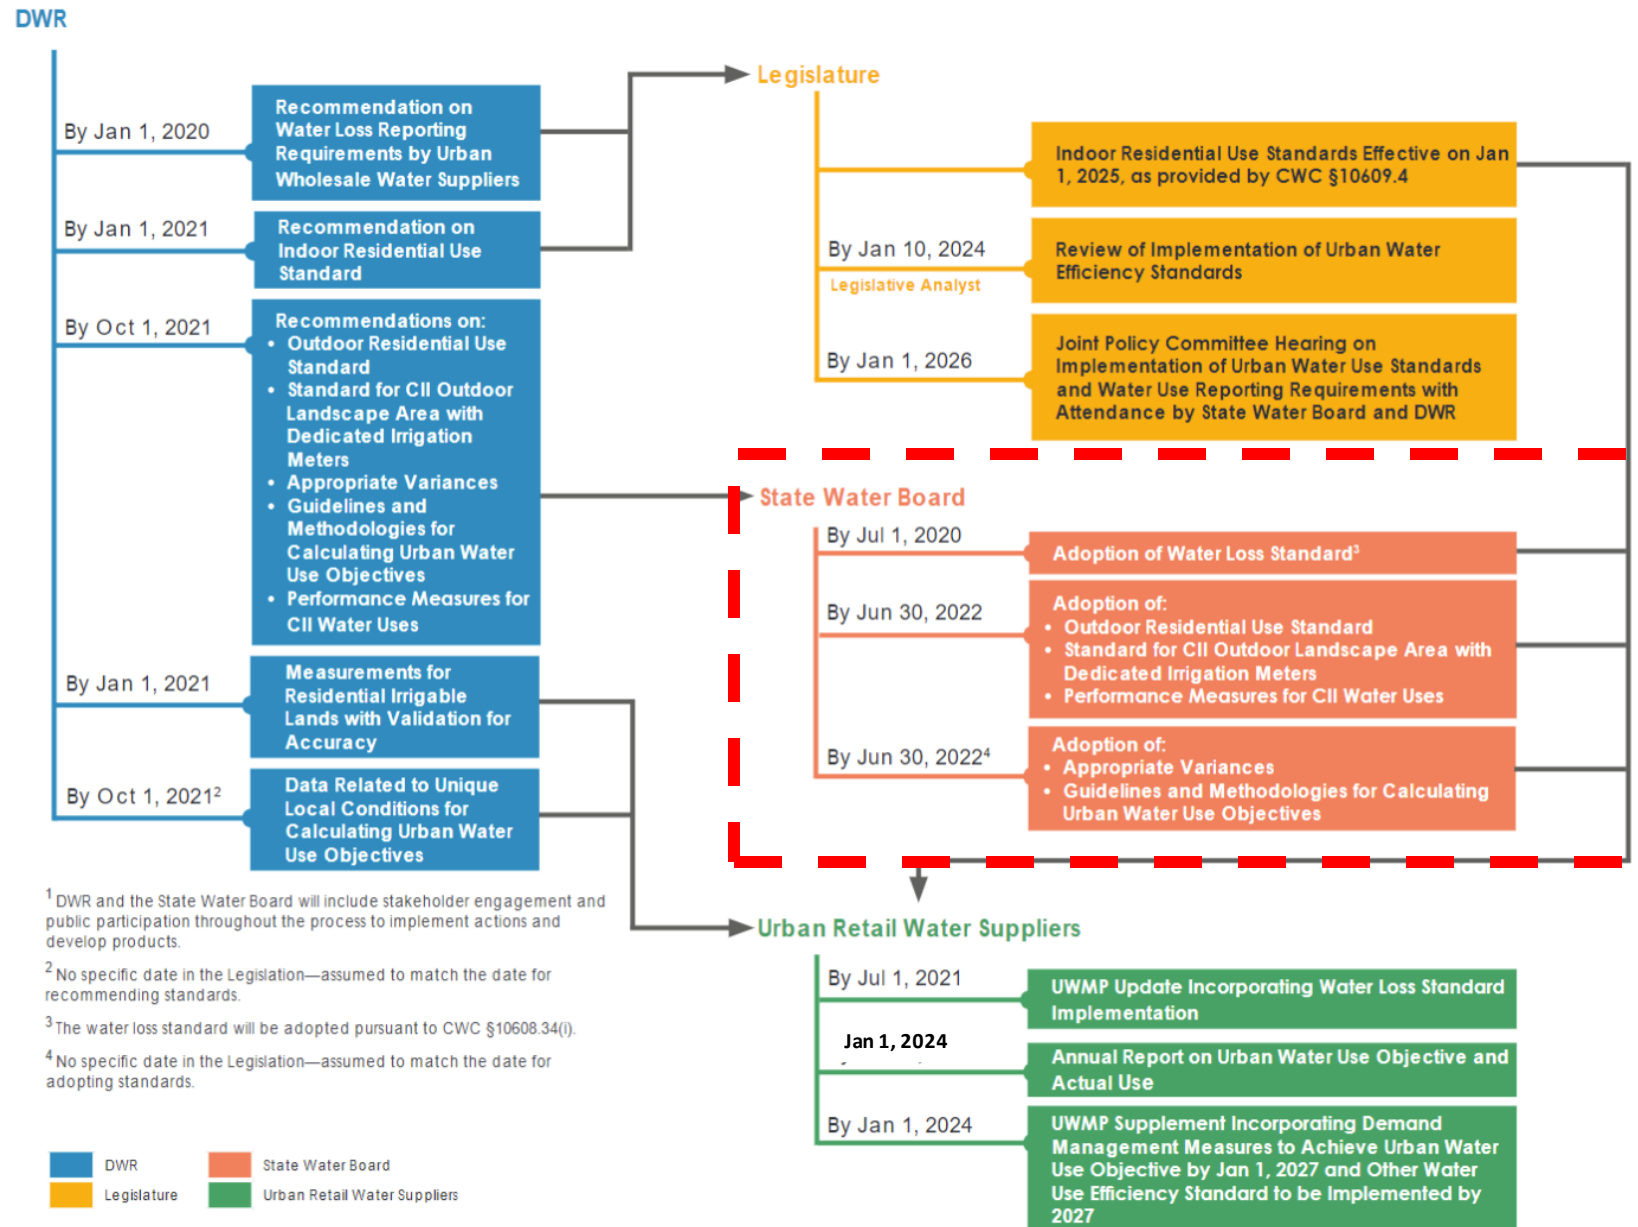 DWR
By Jan 1, 2020
Recommendation on
Water Loss Reporting
Requirements by Urban
Wholesale Water Suppliers
By Jan 1, 2021
Recommendation on
Indoor Residential Use
Standard
By Oct 1, 2021
Recommendations on:
• Outdoor Residential Use
Standard
• Standard for CII Outdoor
Landscape Area with
Dedicated Irrigation
Meters
• Appropriate Variances
• Guidelines and
Methodologies for
Calculating Urban Water
Use Objectives
• Performance Measures for
CII Water Uses
By Jan 1, 2021
Measurements for
Residential Irrigable
Lands with Validation for
Accuracy
By Oct 1, 2021²
Data Related to Unique
Local Conditions for
Calculating Urban Water
Use Objectives
Legislature
Indoor Residential Use Standards Effective on Jan
1, 2025, as provided by CWC §10609.4
By Jan 10, 2024
Legislative Analyst
Review of Implementation of Urban Water
Efficiency Standards
By Jan 1, 2026
Joint Policy Committee Hearing on
Implementation of Urban Water Use Standards
and Water Use Reporting Requirements with
Attendance by State Water Board and DWR
State Water Board
By Jul 1, 2020
Adoption of Water Loss Standard³
By Jun 30, 2022
Adoption of:
• Outdoor Residential Use Standard
• Standard for CII Outdoor Landscape Area with
Dedicated Irrigation Meters
• Performance Measures for CII Water Uses
By Jun 30, 2022⁴
Adoption of:
• Appropriate Variances
• Guidelines and Methodologies for Calculating
Urban Water Use Objectives
Urban Retail Water Suppliers
By Jul 1, 2021
UWMP Update Incorporating Water Loss Standard
Implementation
Jan 1, 2024
Annual Report on Urban Water Use Objective and
Actual Use
By Jan 1, 2024
UWMP Supplement Incorporating Demand
Management Measures to Achieve Urban Water
Use Objective by Jan 1, 2027 and Other Water
Use Efficiency Standard to be Implemented by
2027
¹ DWR and the State Water Board will include stakeholder engagement and
public participation throughout the process to implement actions and
develop products.
² No specific date in the Legislation—assumed to match the date for
recommending standards.
³ The water loss standard will be adopted pursuant to CWC §10608.34(i).
⁴ No specific date in the Legislation—assumed to match the date for
adopting standards.
DWR
State Water Board
Legislature
Urban Retail Water Suppliers